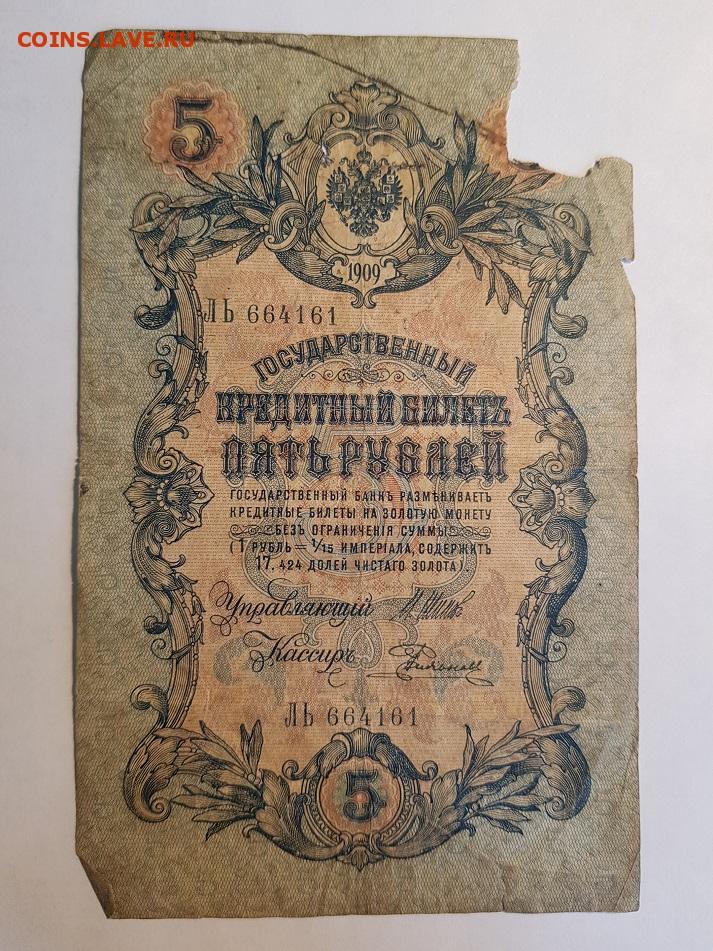 COINS.LAVE.RU
5
1909
ЛЬ 664161
ГОСУДАРСТВЕННЫЙ
КРЕДИТНЫЙ БИЛЕТЪ
ПЯТЬ РУБЛЕЙ
ГОСУДАРСТВЕННЫЙ БАНКЪ РАЗМѢНИВАЕТЪ
КРЕДИТНЫЕ БИЛЕТЫ НА ЗОЛОТУЮ МОНЕТУ
БЕЗЪ ОГРАНИЧЕНІЯ СУММЫ
(1 РУБЛЬ = 1/15 ИМПЕРІАЛА, СОДЕРЖИТЪ
17,424 ДОЛЕЙ ЧИСТАГО ЗОЛОТА).
Управляющій
Кассиръ
ЛЬ 664161
5